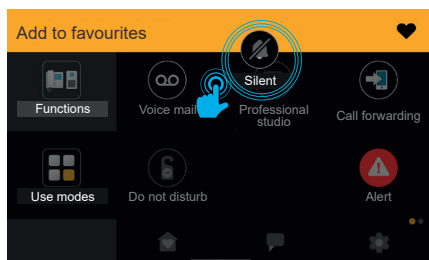 Add to favourites
Silent
Functions
Voice mail
Professional
studio
Call forwarding
Use modes
Do not disturb
Alert